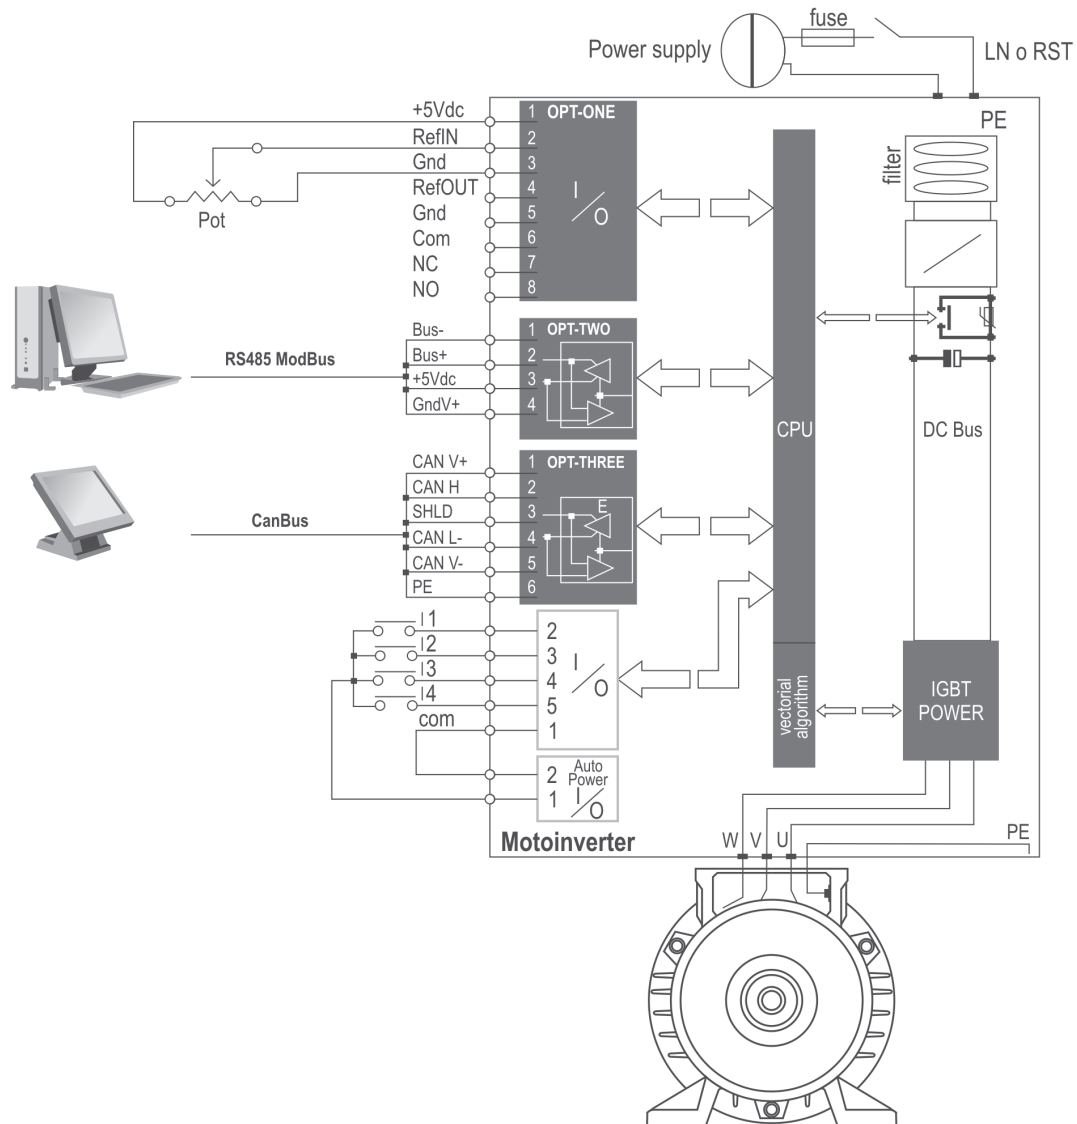 fuse
Power supply
LN o RST
+5Vdc
1 OPT-ONE
PE
RefIN
2
Gnd
3
filter
RefOUT
4
I/O
Pot
Gnd
5
Com
6
NC
7
NO
8
Bus-
1 OPT-TWO
RS485 ModBus
Bus+
2
+5Vdc
3
GndV+
4
CPU
DC Bus
CAN V+
1 OPT-THREE
CAN H
2
CanBus
SHLD
3
E
CAN L-
4
CAN V-
5
PE
6
I1
2
I2
3
I/O
I3
4
I4
5
com
1
vectorial
algorithm
IGBT
POWER
2 Auto
Power
1 I/O
Motoinverter
W V U
PE